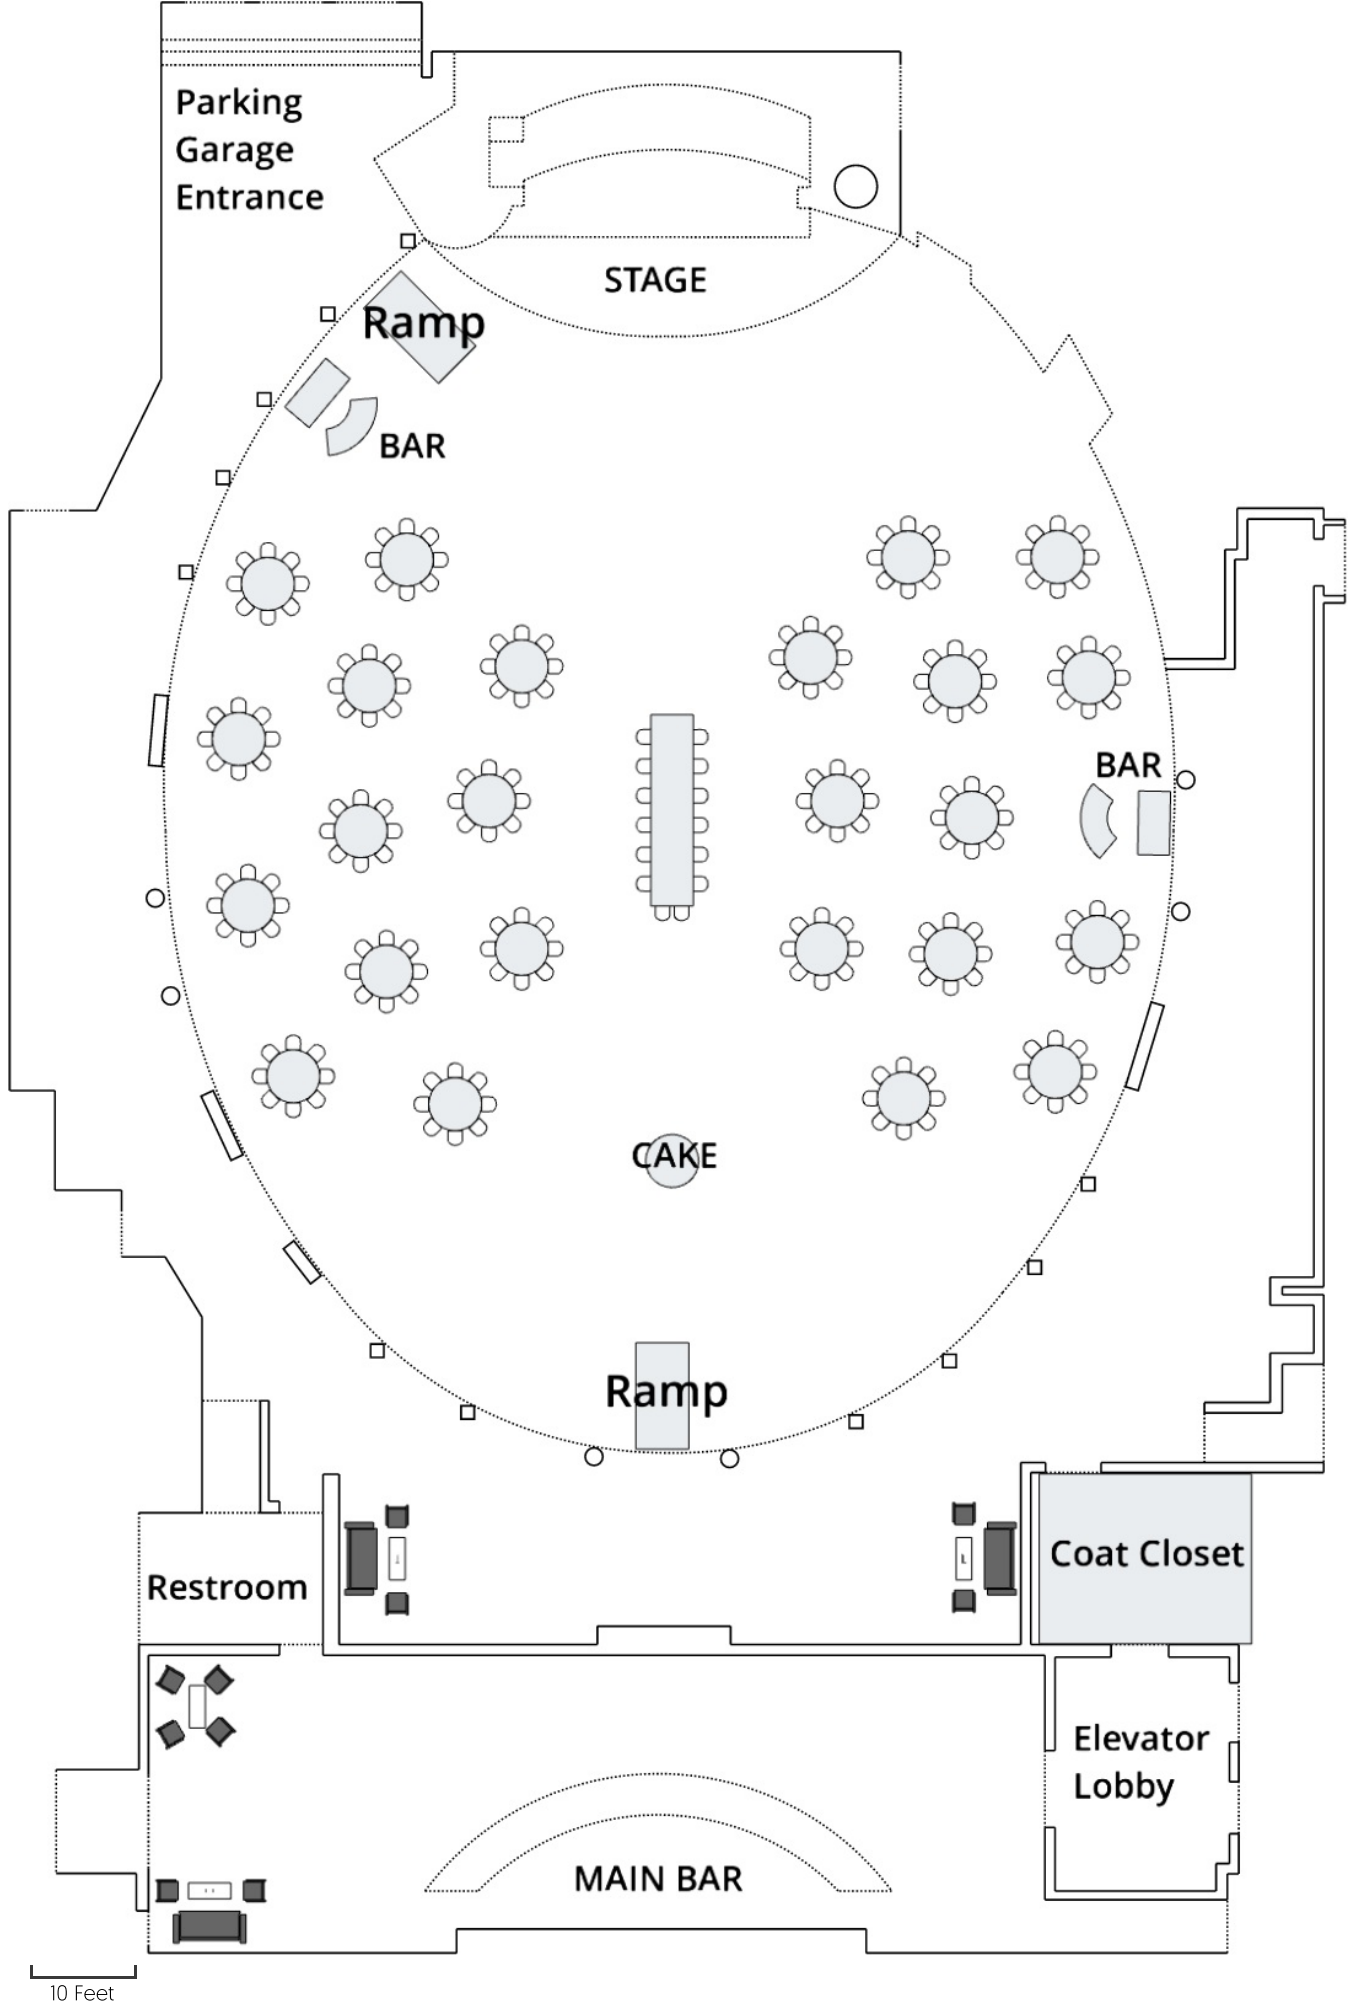 Parking
Garage
Entrance
STAGE
Ramp
BAR
BAR
CAKE
Ramp
Coat Closet
Restroom
Elevator
Lobby
MAIN BAR
10 Feet